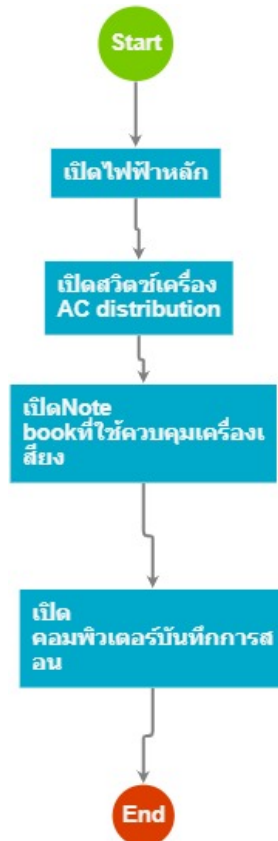 Start
เปิดไฟฟ้าหลัก
เปิดสวิตซ์เครื่อง
AC distribution
เปิดNote
bookที่ใช้ควบคุมเครื่องเ
สียง
เปิด
คอมพิวเตอร์บันทึกการส
อน
End